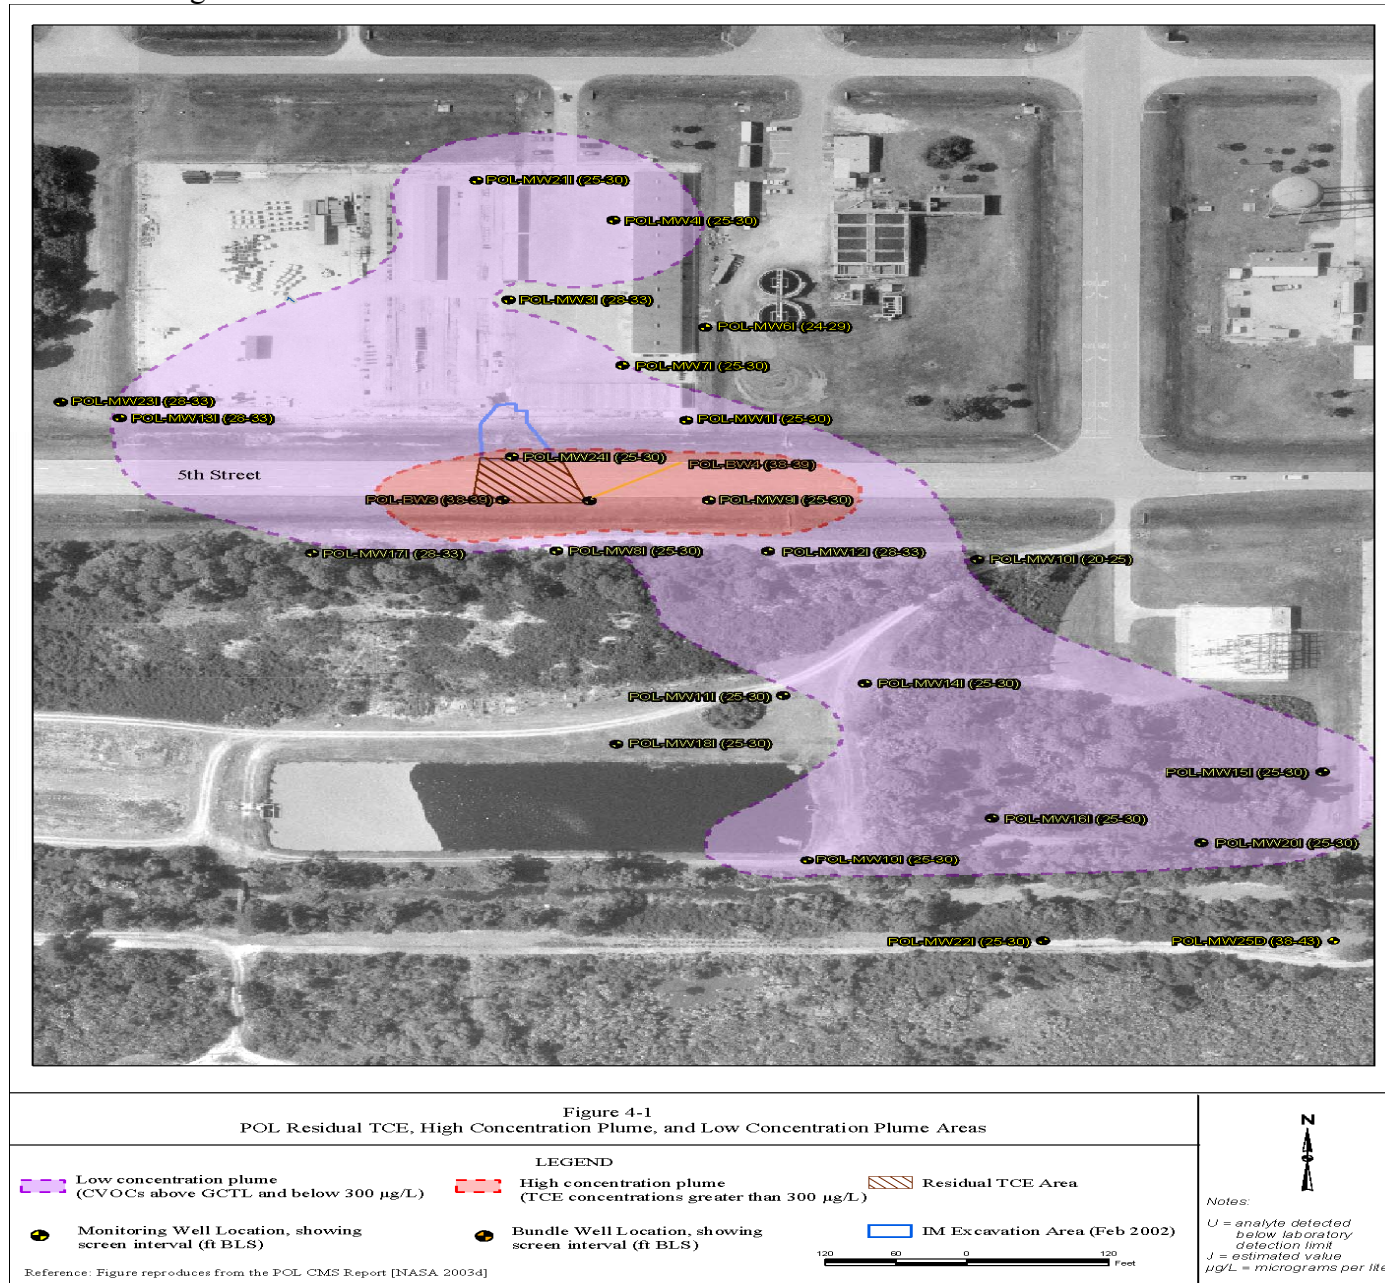 POL-MW21I (25-30)
POL-MW4I (25-30)
POL-MW3I (28-33)
POL-MW6I (24-29)
POL-MW7I (25-30)
POL-MW23I (28-33)
POL-MW13I (28-33)
POL-MW1I (25-30)
POL-MW24I (25-30)
POL-BW4 (38-39)
5th Street
POL-BW3 (38-39)
POL-MW9I (25-30)
POL-MW17I (28-33)
POL-MW8I (25-30)
POL-MW12I (28-33)
POL-MW10I (20-25)
POL-MW14I (25-30)
POL-MW11I (25-30)
POL-MW18I (25-30)
POL-MW15I (25-30)
POL-MW16I (25-30)
POL-MW20I (25-30)
POL-MW10I (25-30)
POL-MW22I (25-30)
POL-MW25D (38-43)
Figure 4-1
POL Residual TCE, High Concentration Plume, and Low Concentration Plume Areas
LEGEND
Low concentration plume
(CVOCs above GCTL and below 300 µg/L)
High concentration plume
(TCE concentrations greater than 300 µg/L)
Residual TCE Area
Monitoring Well Location, showing
screen interval (ft BLS)
Bundle Well Location, showing
screen interval (ft BLS)
IM Excavation Area (Feb 2002)
120 60 0 120
Feet
Reference: Figure reproduces from the POL CMS Report [NASA 2003d]
N
Notes:
U = analyte detected
below laboratory
detection limit
J = estimated value
µg/L = micrograms per lite